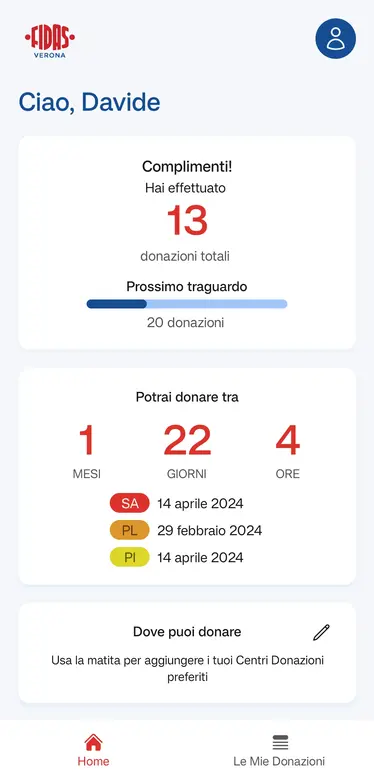 FIDAS
VERONA
Ciao, Davide
Complimenti!
Hai effettuato
13
donazioni totali
Prossimo traguardo
20 donazioni
Potrai donare tra
1 22 4
MESI GIORNI ORE
SA 14 aprile 2024
PL 29 febbraio 2024
PI 14 aprile 2024
Dove puoi donare
Usa la matita per aggiungere i tuoi Centri Donazioni
preferiti
Home Le Mie Donazioni